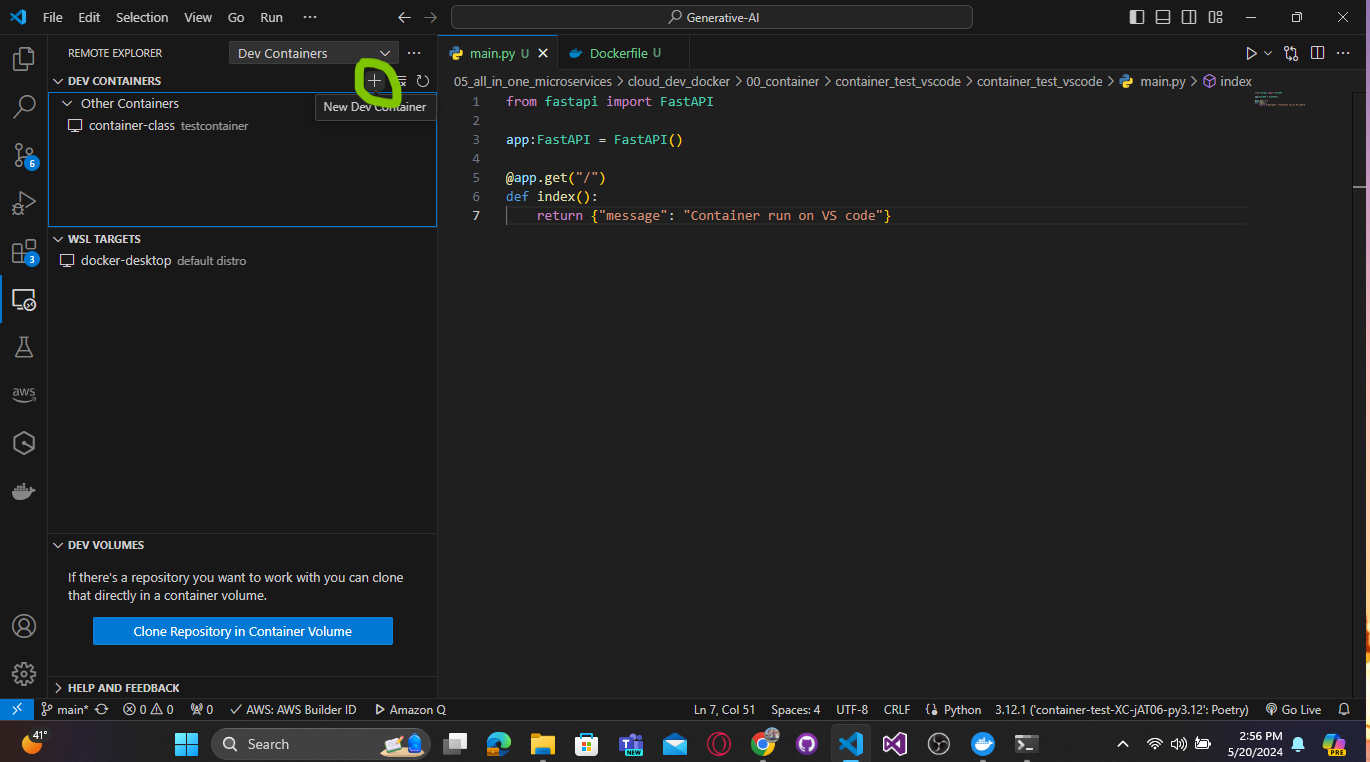 File Edit Selection View Go Run ···
Generative-AI
REMOTE EXPLORER
Dev Containers
main.py U
Dockerfile U
DEV CONTAINERS
05_all_in_one_microservices > cloud_dev_docker > 00_container > container_test_vscode > container_test_vscode > main.py > index
Other Containers
New Dev Container
container-class testcontainer
1 from fastapi import FastAPI
2
3 app:FastAPI = FastAPI()
4
5 @app.get("/")
6 def index():
7 return {"message": "Container run on VS code"}
6
3
WSL TARGETS
docker-desktop default distro
aws
DEV VOLUMES
If there's a repository you want to work with you can clone
that directly in a container volume.
Clone Repository in Container Volume
HELP AND FEEDBACK
main* 0 0 0 AWS: AWS Builder ID Amazon Q Ln 7, Col 51 Spaces: 4 UTF-8 CRLF Python 3.12.1 ('container-test-XC-jAT06-py3.12': Poetry) Go Live
41°
Search
NEW
2:56 PM
5/20/2024
PRE